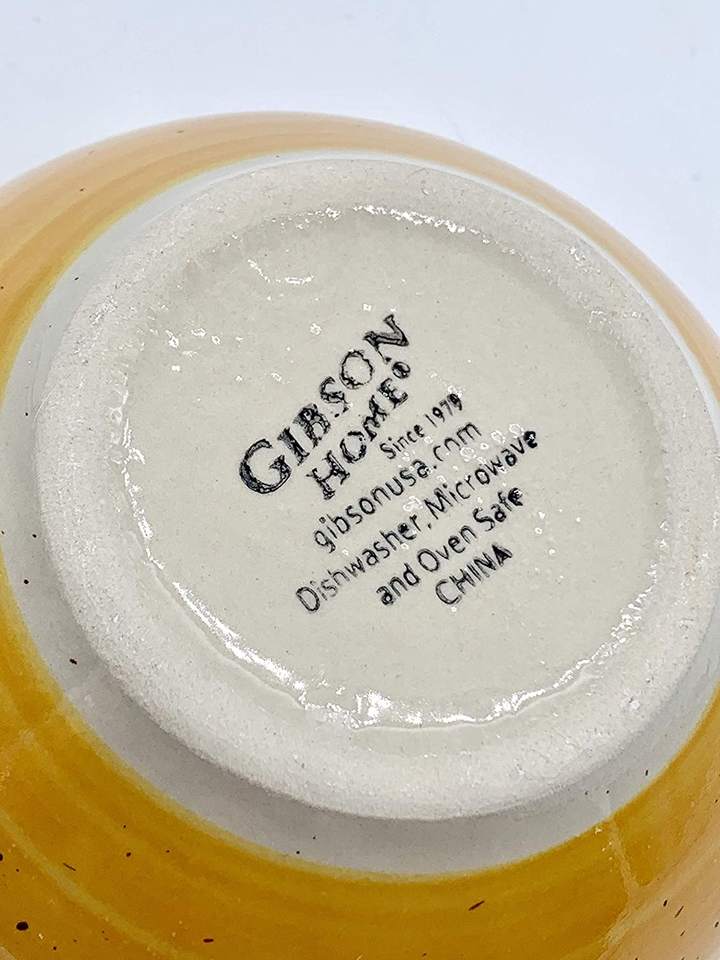 GIBSON
HOME®
Since 1979
gibsonusa.com
Dishwasher, Microwave
and Oven Safe
CHINA